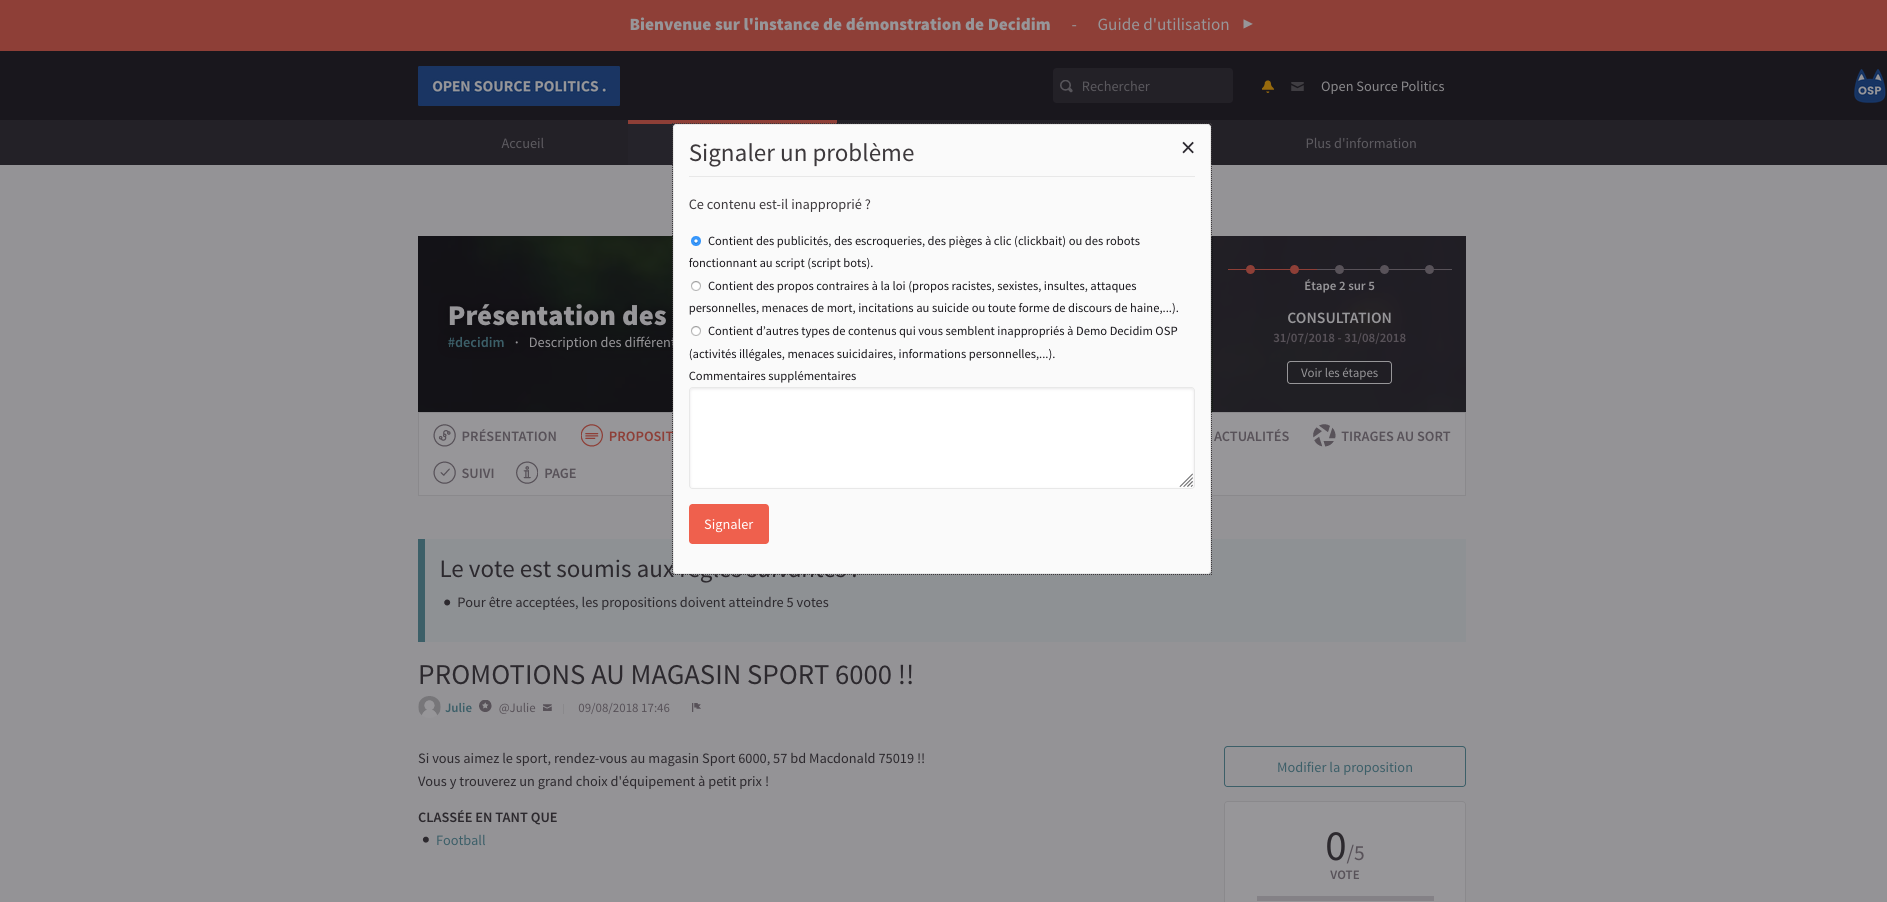 Bienvenue sur l'instance de démonstration de Decidim - Guide d'utilisation ►
OPEN SOURCE POLITICS .
Rechercher
Open Source Politics
OSP
Accueil
Plus d'information
Signaler un problème
Ce contenu est-il inapproprié ?
Contient des publicités, des escroqueries, des pièges à clic (clickbait) ou des robots
fonctionnant au script (script bots).
Contient des propos contraires à la loi (propos racistes, sexistes, insultes, attaques
personnelles, menaces de mort, incitations au suicide ou toute forme de discours de haine,...).
Contient d'autres types de contenus qui vous semblent inappropriés à Demo Decidim OSP
(activités illégales, menaces suicidaires, informations personnelles,...).
Commentaires supplémentaires
Signaler
Présentation des
#decidim · Description des différen
Étape 2 sur 5
CONSULTATION
31/07/2018 - 31/08/2018
Voir les étapes
PRÉSENTATION
PROPOSIT
ACTUALITÉS
TIRAGES AU SORT
SUIVI
PAGE
Le vote est soumis aux règles suivantes :
• Pour être acceptées, les propositions doivent atteindre 5 votes
PROMOTIONS AU MAGASIN SPORT 6000 !!
Julie @Julie 09/08/2018 17:46
Si vous aimez le sport, rendez-vous au magasin Sport 6000, 57 bd Macdonald 75019 !!
Vous y trouverez un grand choix d'équipement à petit prix !
CLASSÉE EN TANT QUE
• Football
Modifier la proposition
0/5
VOTE